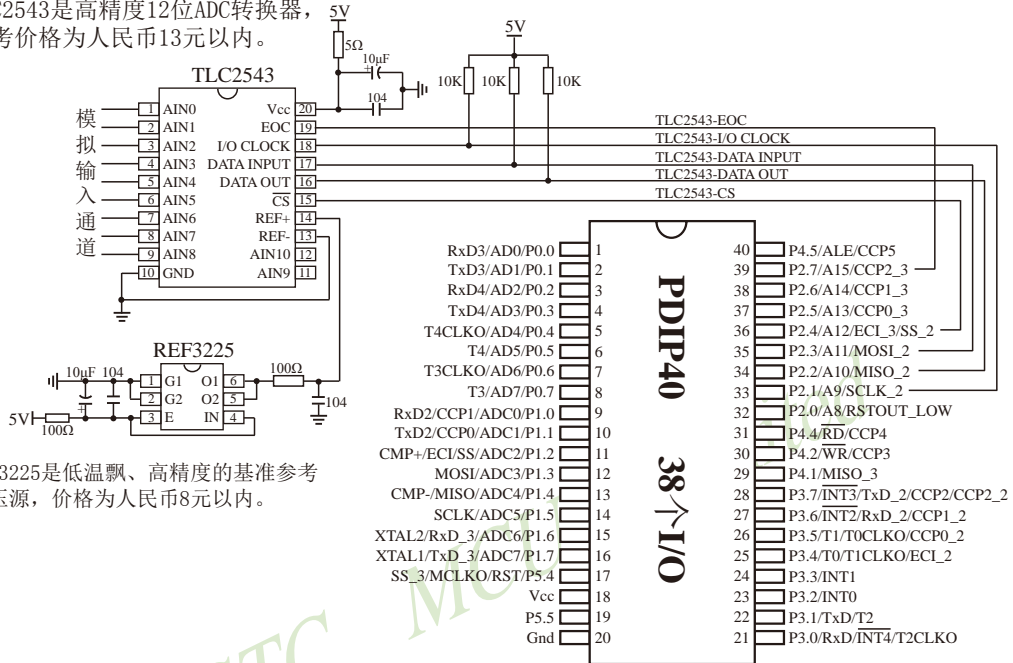 C2543是高精度12位ADC转换器，
考价格为人民币13元以内。
5V
5Ω
10μF
+
104
5V
10K
10K
10K
TLC2543
模拟输入通道
1 AIN0
2 AIN1
3 AIN2
4 AIN3
5 AIN4
6 AIN5
7 AIN6
8 AIN7
9 AIN8
10 GND
Vcc 20
EOC 19
I/O CLOCK 18
DATA INPUT 17
DATA OUT 16
CS 15
REF+ 14
REF- 13
AIN10 12
AIN9 11
TLC2543-EOC
TLC2543-I/O CLOCK
TLC2543-DATA INPUT
TLC2543-DATA OUT
TLC2543-CS
REF3225
10μF 104
+
1 G1
2 G2
3 E
O1 6
O2 5
IN 4
100Ω
104
5V
100Ω
3225是低温飘、高精度的基准参考
压源，价格为人民币8元以内。
PDIP40 38个I/O
RxD3/AD0/P0.0 1
TxD3/AD1/P0.1 2
RxD4/AD2/P0.2 3
TxD4/AD3/P0.3 4
T4CLKO/AD4/P0.4 5
T4/AD5/P0.5 6
T3CLKO/AD6/P0.6 7
T3/AD7/P0.7 8
RxD2/CCP1/ADC0/P1.0 9
TxD2/CCP0/ADC1/P1.1 10
CMP+/ECI/SS/ADC2/P1.2 11
MOSI/ADC3/P1.3 12
CMP-/MISO/ADC4/P1.4 13
SCLK/ADC5/P1.5 14
XTAL2/RxD_3/ADC6/P1.6 15
XTAL1/TxD_3/ADC7/P1.7 16
SS_3/MCLKO/RST/P5.4 17
Vcc 18
P5.5 19
Gnd 20
40 P4.5/ALE/CCP5
39 P2.7/A15/CCP2_3
38 P2.6/A14/CCP1_3
37 P2.5/A13/CCP0_3
36 P2.4/A12/ECI_3/SS_2
35 P2.3/A11/MOSI_2
34 P2.2/A10/MISO_2
33 P2.1/A9/SCLK_2
32 P2.0/A8/RSTOUT_LOW
31 P4.4/RD/CCP4
30 P4.2/WR/CCP3
29 P4.1/MISO_3
28 P3.7/INT3/TxD_2/CCP2/CCP2_2
27 P3.6/INT2/RxD_2/CCP1_2
26 P3.5/T1/T0CLKO/CCP0_2
25 P3.4/T0/T1CLKO/ECI_2
24 P3.3/INT1
23 P3.2/INT0
22 P3.1/TxD/T2
21 P3.0/RxD/INT4/T2CLKO
MCU